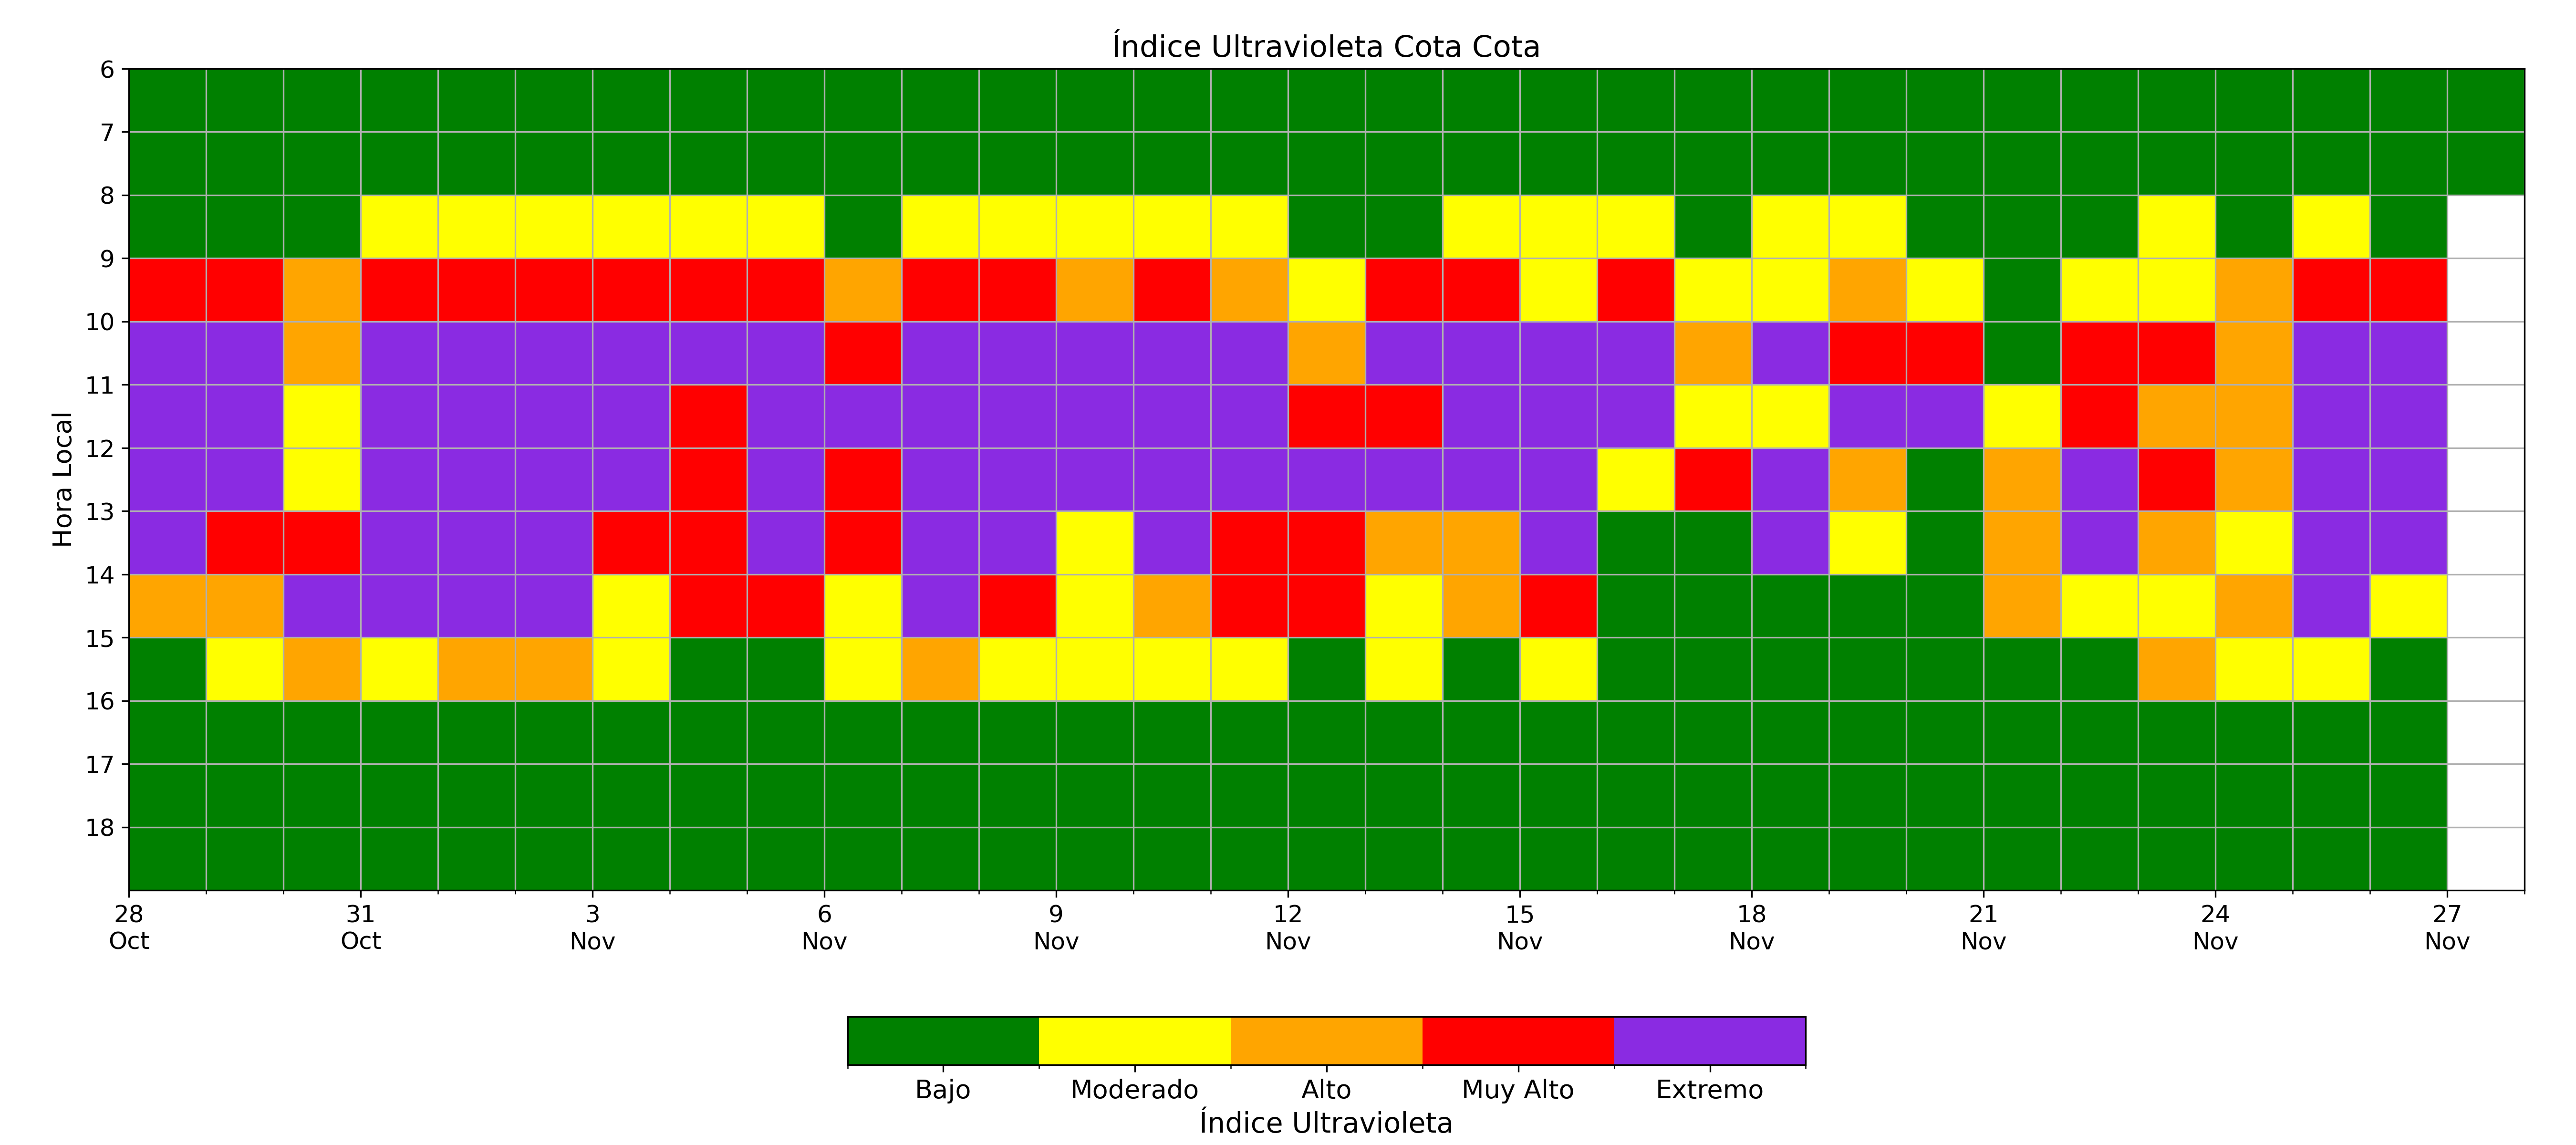 Índice Ultravioleta Cota Cota
Hora Local
6
7
8
9
10
11
12
13
14
15
16
17
18
28 31 3 6 9 12 15 18 21 24 27
Oct Oct Nov Nov Nov Nov Nov Nov Nov Nov Nov
Bajo Moderado Alto Muy Alto Extremo
Índice Ultravioleta